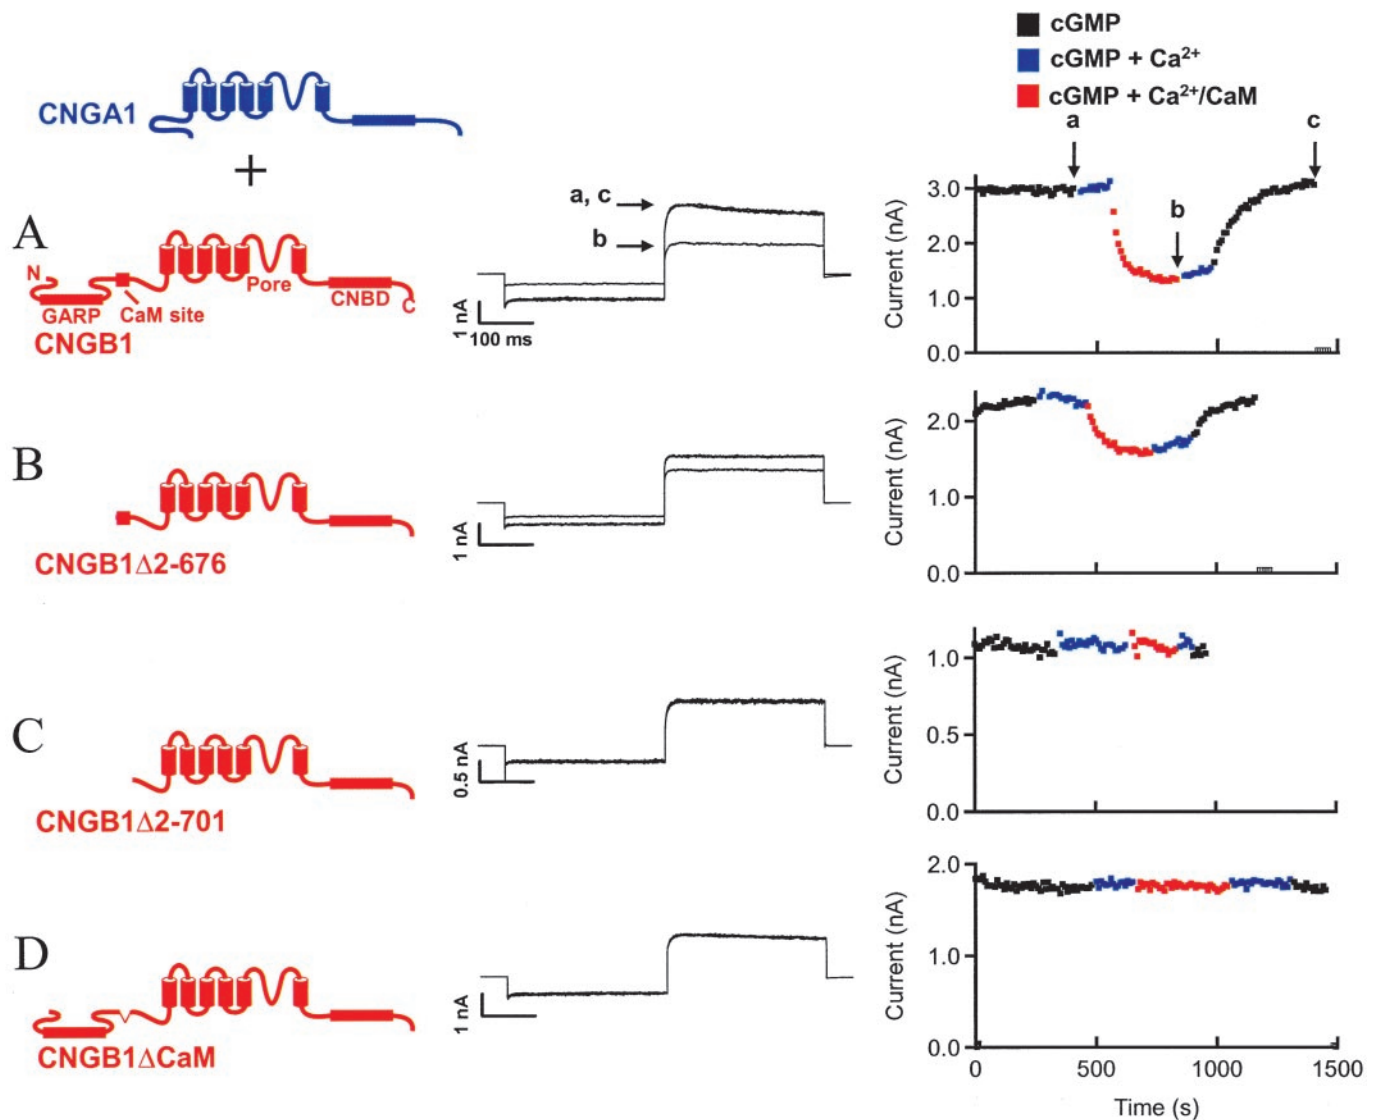 cGMP
cGMP + Ca²⁺
cGMP + Ca²⁺/CaM
CNGA1
+
A
N
GARP
CaM site
Pore
CNBD
C
CNGB1
a, c
b
1 nA
100 ms
a
b
c
Current (nA)
3.0
2.0
1.0
0.0
B
CNGB1Δ2-676
1 nA
Current (nA)
2.0
1.0
0.0
C
CNGB1Δ2-701
0.5 nA
Current (nA)
1.0
0.5
0.0
D
CNGB1ΔCaM
1 nA
Current (nA)
2.0
1.0
0.0
0 500 1000 1500
Time (s)